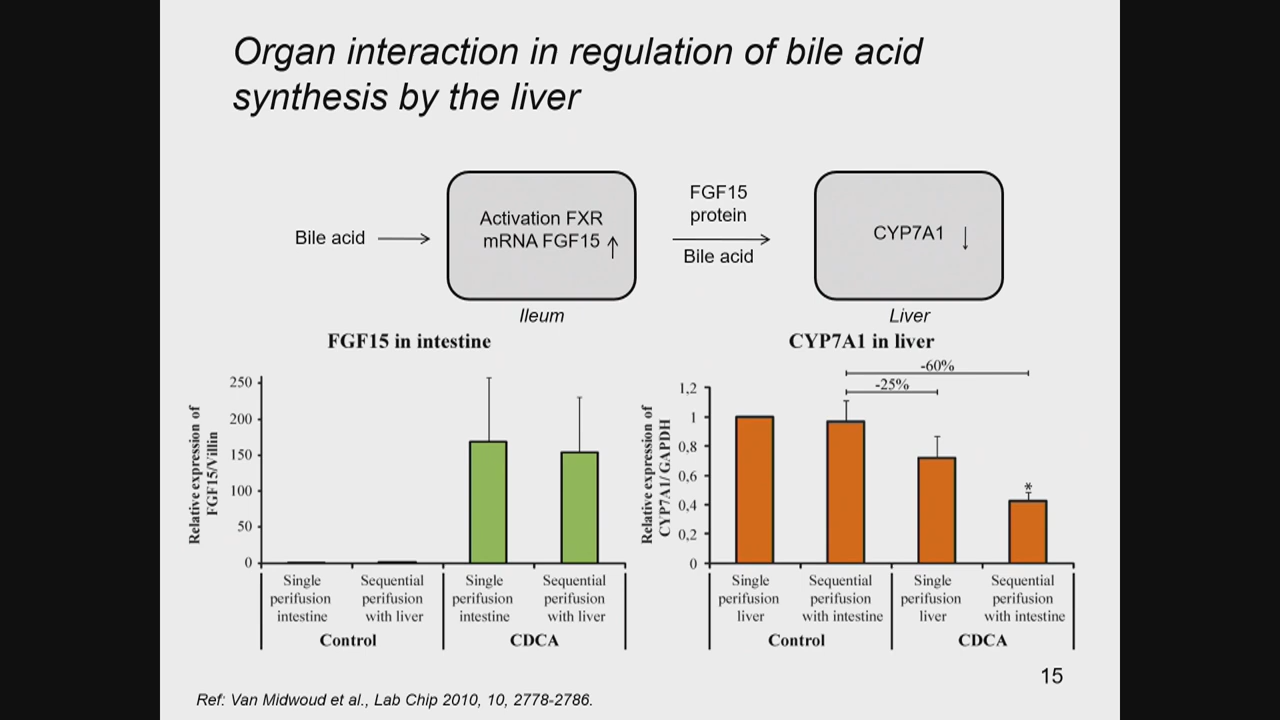 Organ interaction in regulation of bile acid
synthesis by the liver
Bile acid
Activation FXR
mRNA FGF15
Ileum
FGF15
protein
Bile acid
CYP7A1
Liver
FGF15 in intestine
Relative expression of
FGF15/Villin
250
200
150
100
50
0
Single
perifusion
intestine
Sequential
perifusion
with liver
Single
perifusion
intestine
Sequential
perifusion
with liver
Control
CDCA
CYP7A1 in liver
-60%
-25%
Relative expression of
CYP7A1/GAPDH
1,2
1
0,8
0,6
0,4
0,2
0
*
Single
perifusion
liver
Sequential
perifusion
with intestine
Single
perifusion
liver
Sequential
perifusion
with intestine
Control
CDCA
15
Ref: Van Midwoud et al., Lab Chip 2010, 10, 2778-2786.